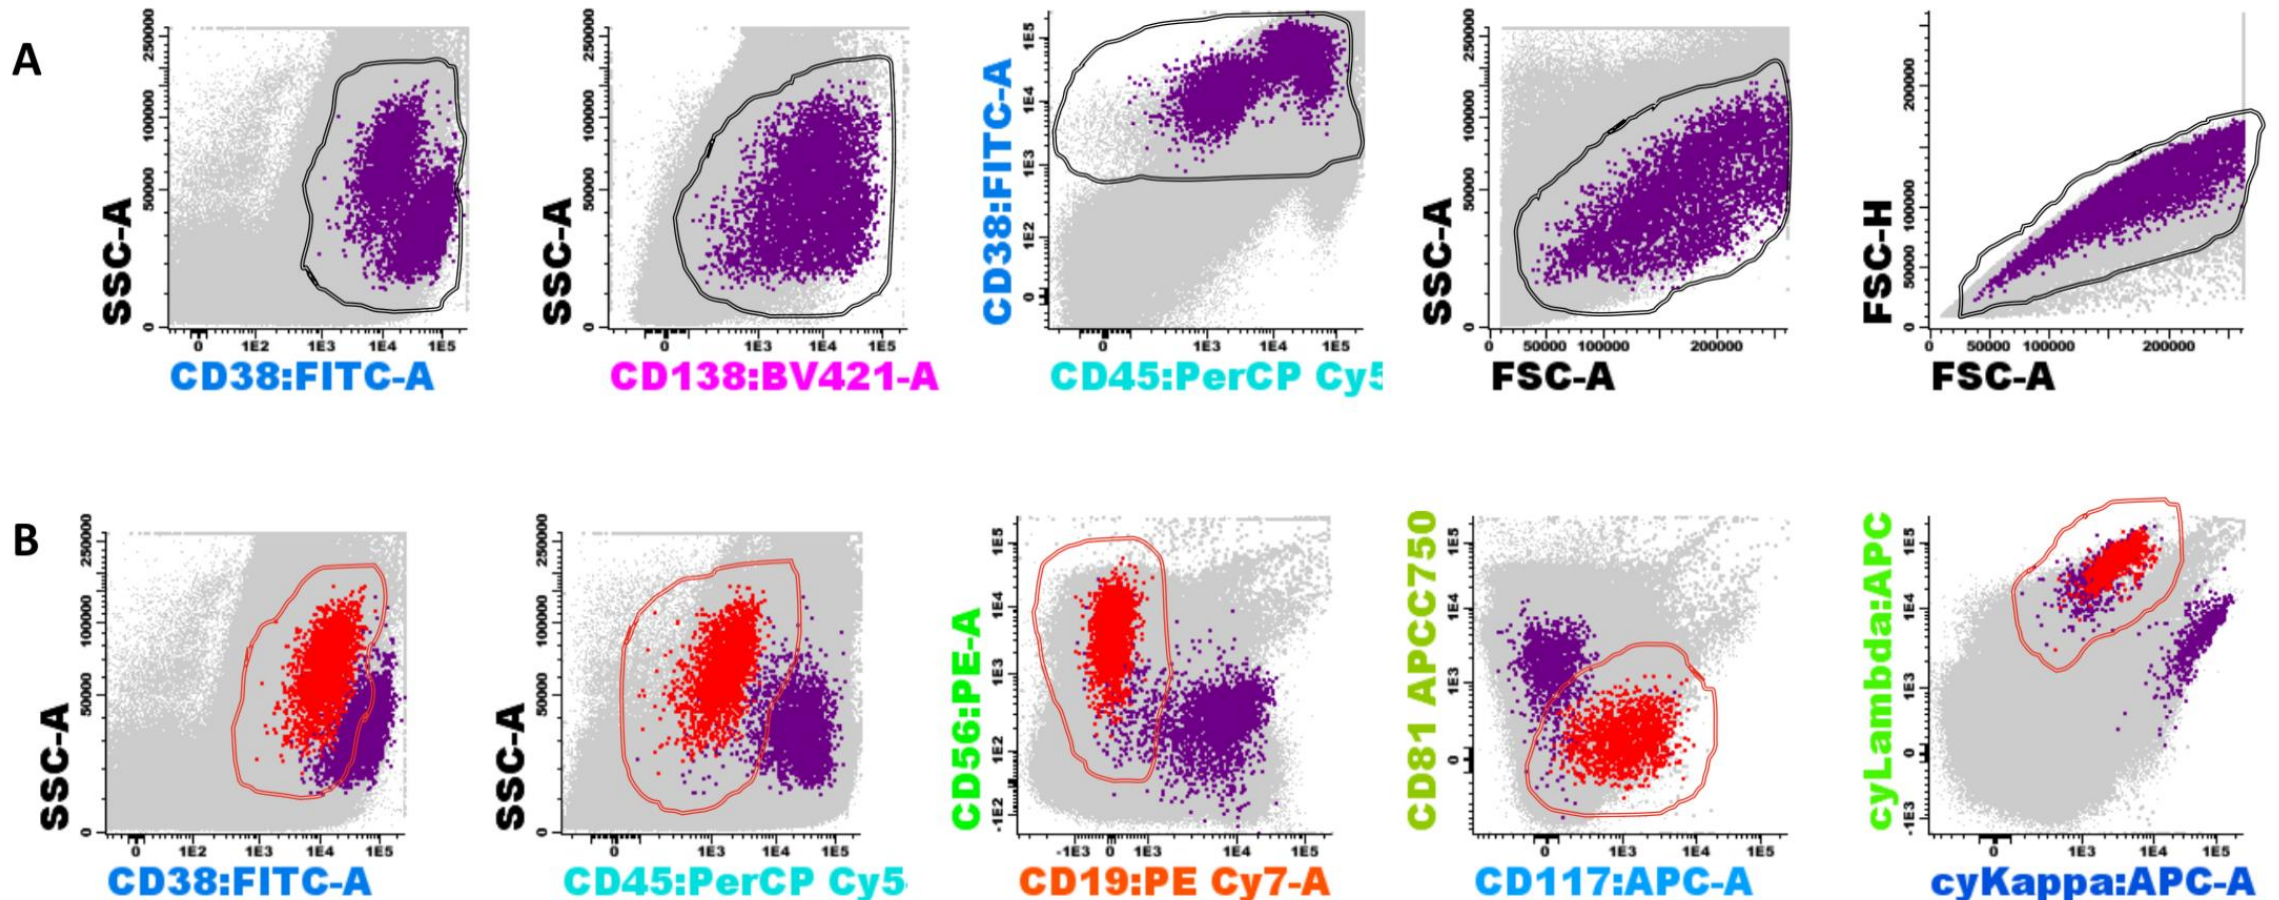 A
SSC-A
0
50000
100000
250000
0
1E2
1E3
1E4
1E5
CD38:FITC-A
SSC-A
0
50000
100000
250000
0
1E3
1E4
1E5
CD138:BV421-A
CD38:FITC-A
0
1E2
1E3
1E4
1E5
0
1E3
1E4
1E5
CD45:PerCP Cy5
SSC-A
0
50000
100000
250000
0
50000
100000
200000
FSC-A
FSC-H
0
50000
100000
200000
0
50000
100000
200000
FSC-A
B
SSC-A
0
50000
100000
250000
0
1E2
1E3
1E4
1E5
CD38:FITC-A
SSC-A
0
50000
100000
250000
0
1E3
1E4
1E5
CD45:PerCP Cy5-
CD56:PE-A
-1E2
1E2
1E3
1E4
1E5
-1E3
0
1E3
1E4
1E5
CD19:PE Cy7-A
CD81 APCC750
0
1E3
1E4
1E5
0
1E3
1E4
1E5
CD117:APC-A
cyLambda:APC
-1E3
0
1E3
1E4
1E5
0
1E3
1E4
1E5
cyKappa:APC-A